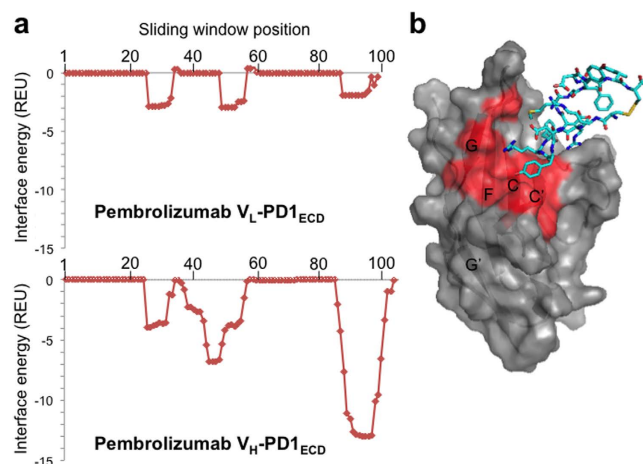 a
Sliding window position
1 20 40 60 80 100
0
-5
-10
-15
Interface energy (REU)
Pembrolizumab VL-PD1ECD
1 20 40 60 80 100
0
-5
-10
-15
Interface energy (REU)
Pembrolizumab VH-PD1ECD
b
G
F
C
C'
G'